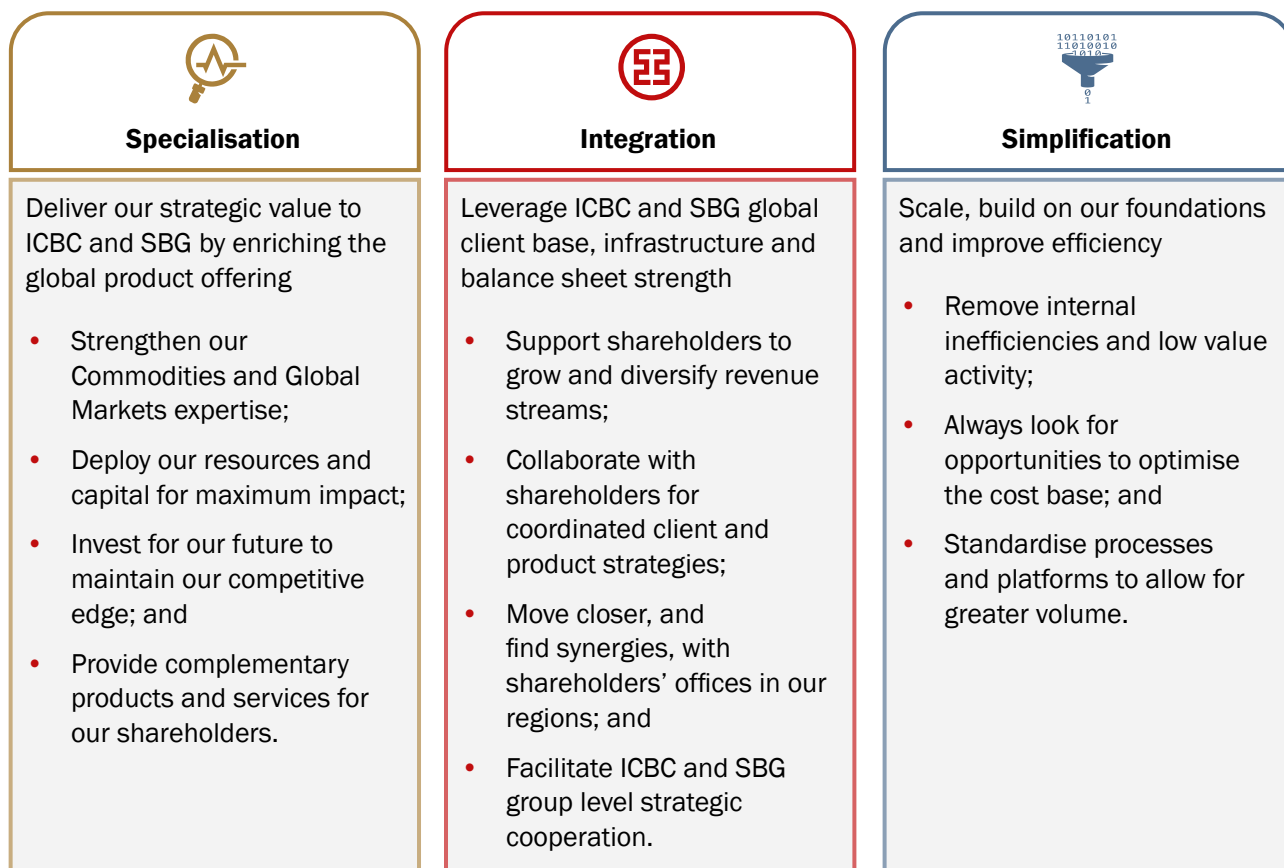 Specialisation
Deliver our strategic value to
ICBC and SBG by enriching the
global product offering
• Strengthen our
Commodities and Global
Markets expertise;
• Deploy our resources and
capital for maximum impact;
• Invest for our future to
maintain our competitive
edge; and
• Provide complementary
products and services for
our shareholders.
Integration
Leverage ICBC and SBG global
client base, infrastructure and
balance sheet strength
• Support shareholders to
grow and diversify revenue
streams;
• Collaborate with
shareholders for
coordinated client and
product strategies;
• Move closer, and
find synergies, with
shareholders’ offices in our
regions; and
• Facilitate ICBC and SBG
group level strategic
cooperation.
10110101
11010010
1010
0
1
Simplification
Scale, build on our foundations
and improve efficiency
• Remove internal
inefficiencies and low value
activity;
• Always look for
opportunities to optimise
the cost base; and
• Standardise processes
and platforms to allow for
greater volume.